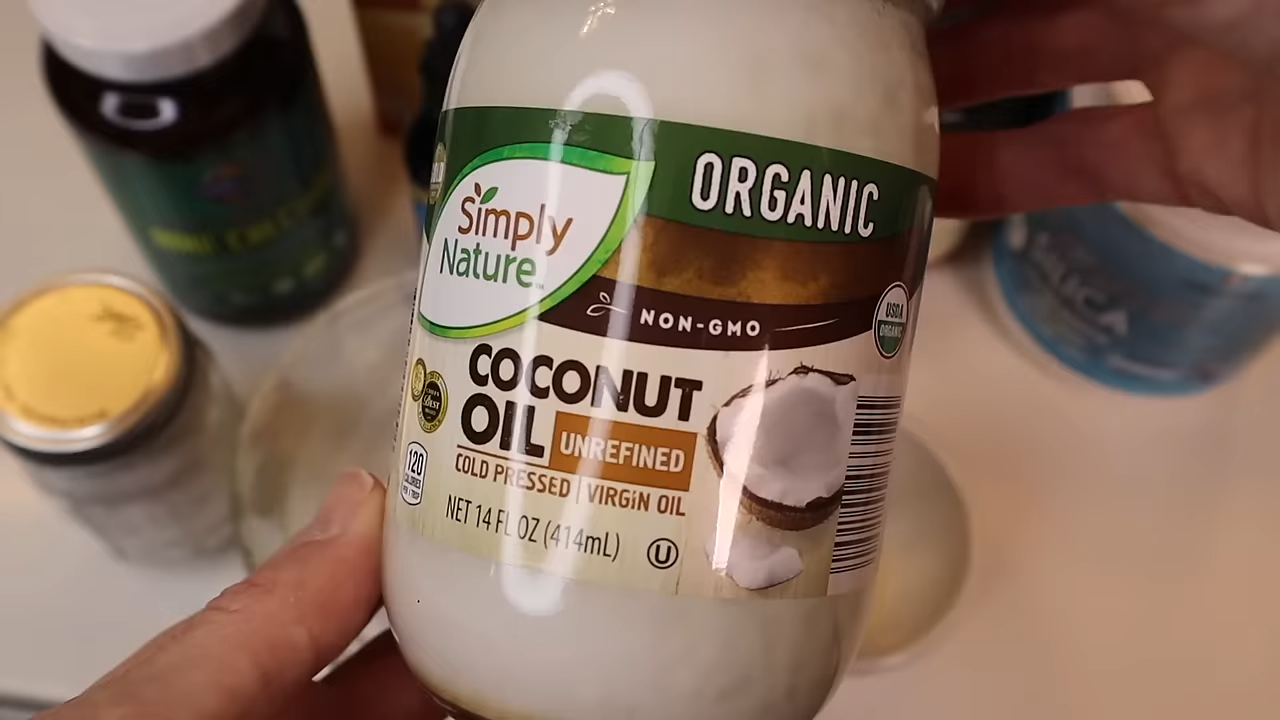 Simply
Nature
ORGANIC
NON-GMO
USDA
ORGANIC
COCONUT
OIL
UNREFINED
COLD PRESSED | VIRGIN OIL
120
CALORIES
NET 14 FL OZ (414mL)
U